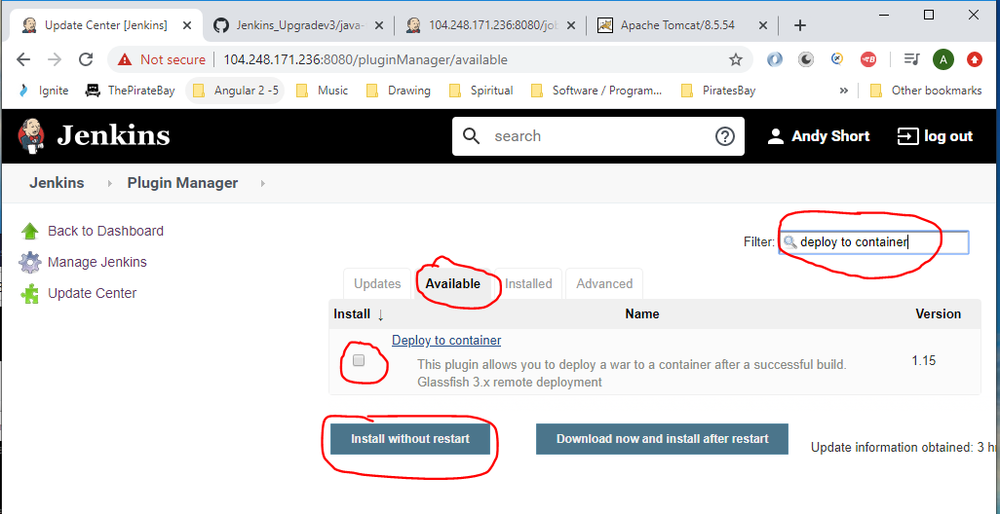 Update Center [Jenkins]
Jenkins_Upgradev3/java-
104.248.171.236:8080/job
Apache Tomcat/8.5.54
Not secure
104.248.171.236:8080/pluginManager/available
A
Ignite
ThePirateBay
Angular 2 -5
Music
Drawing
Spiritual
Software / Program...
PiratesBay
»
Other bookmarks
Jenkins
search
Andy Short
log out
Jenkins
Plugin Manager
Back to Dashboard
Manage Jenkins
Update Center
Filter:
deploy to container
Updates
Available
Installed
Advanced
Install ↓
Name
Version
Deploy to container
This plugin allows you to deploy a war to a container after a successful build.
Glassfish 3.x remote deployment
1.15
Install without restart
Download now and install after restart
Update information obtained: 3 hr